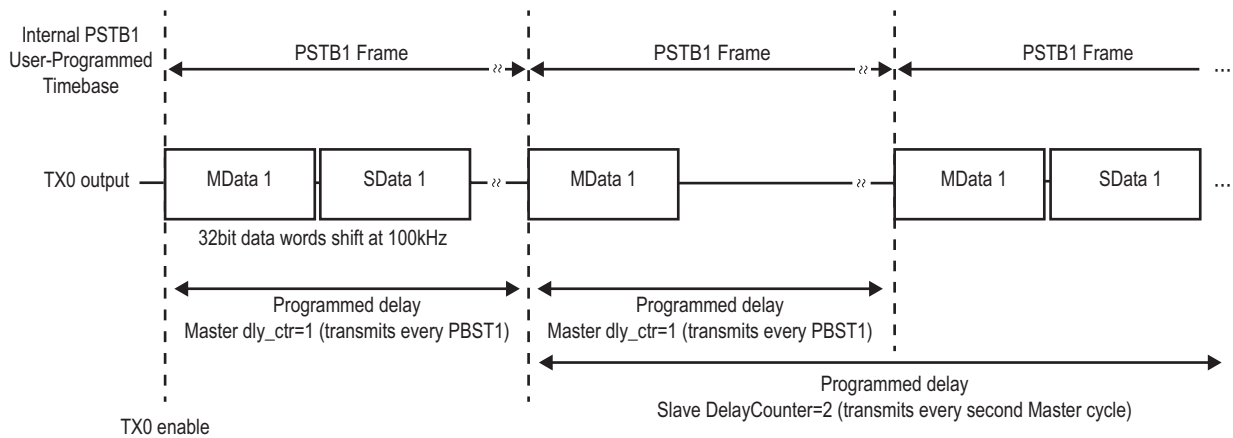 Internal PSTB1
User-Programmed
Timebase
PSTB1 Frame
PSTB1 Frame
PSTB1 Frame
...
TX0 output
MData 1
SData 1
MData 1
MData 1
SData 1
...
32bit data words shift at 100kHz
Programmed delay
Master dly_ctr=1 (transmits every PBST1)
Programmed delay
Master dly_ctr=1 (transmits every PBST1)
Programmed delay
Slave DelayCounter=2 (transmits every second Master cycle)
TX0 enable